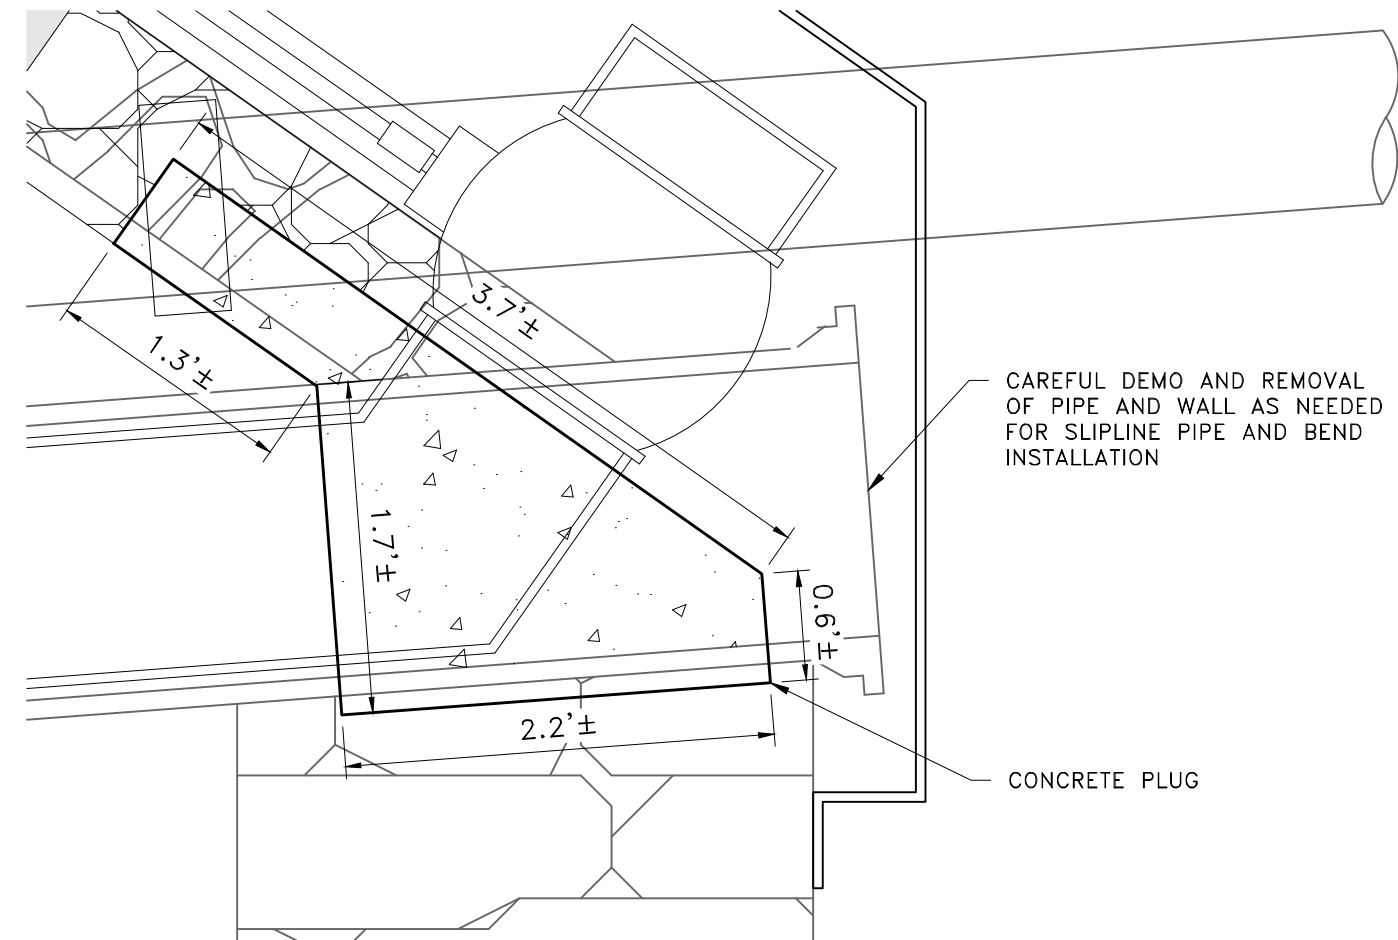 3.7'±
1.3'±
CAREFUL DEMO AND REMOVAL
OF PIPE AND WALL AS NEEDED
FOR SLIPLINE PIPE AND BEND
INSTALLATION
1.7'±
0.6'±
2.2'±
CONCRETE PLUG